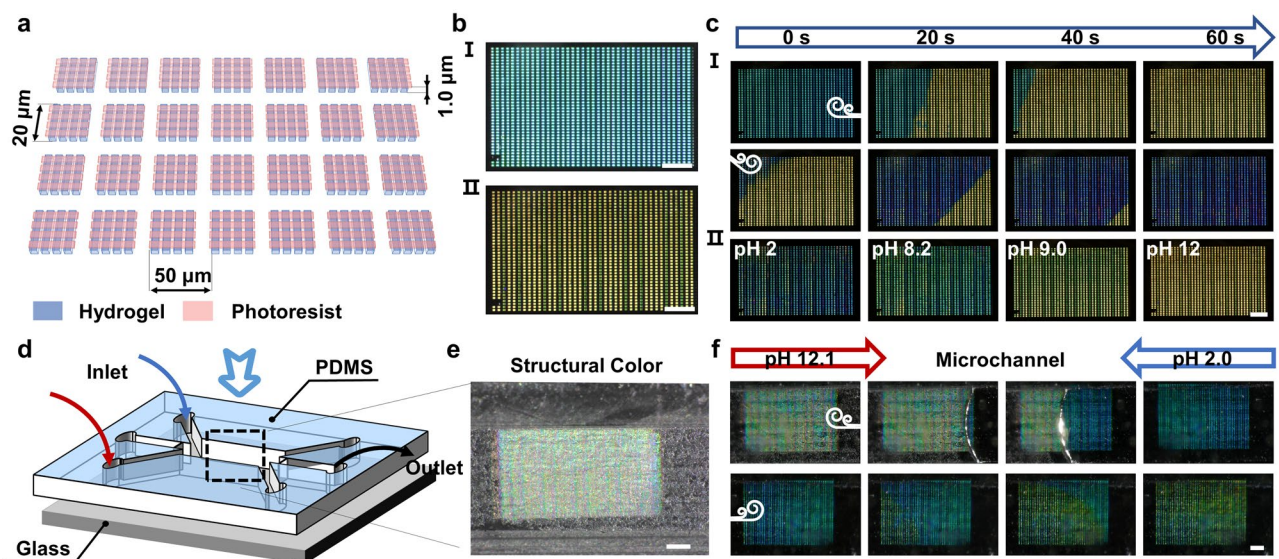 a
20 μm
1.0 μm
50 μm
Hydrogel
Photoresist
b
I
II
c
0 s
20 s
40 s
60 s
I
II
pH 2
pH 8.2
pH 9.0
pH 12
d
Inlet
PDMS
Outlet
Glass
e
Structural Color
f
pH 12.1
Microchannel
pH 2.0